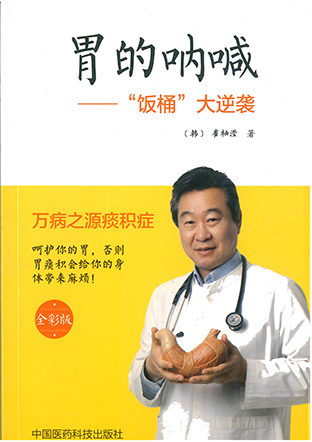 胃的呐喊
——“饭桶”大逆袭
〔韩〕 崔栖滢 著
万病之源痰积症
呵护你的胃，否则
胃痰积会给你的身
体带来麻烦！
全彩版
中国医药科技出版社